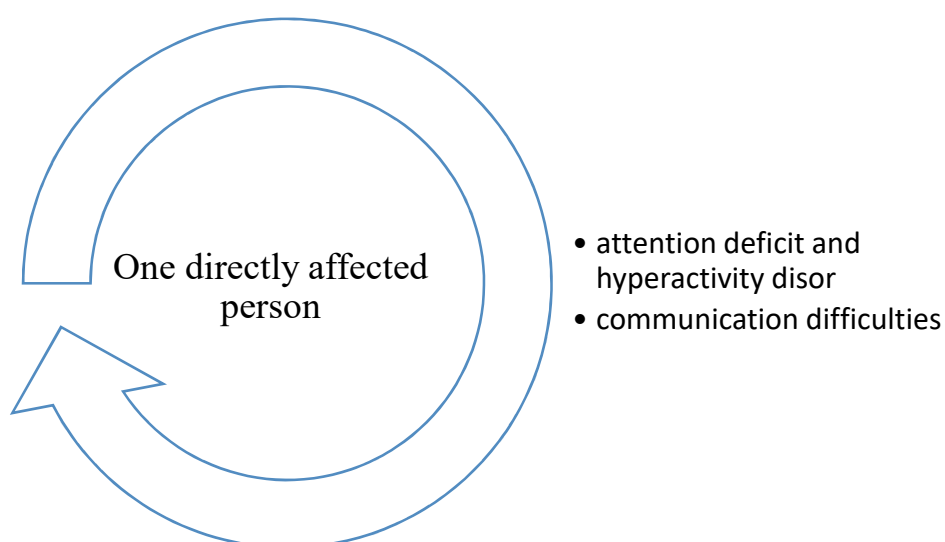 One directly affected
person
• attention deficit and
hyperactivity disor
• communication difficulties